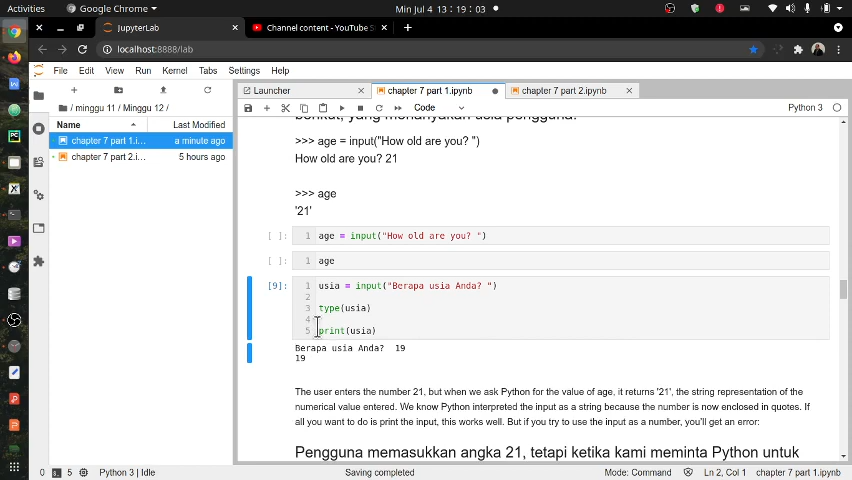 Activities
Google Chrome
Mon Jul 4 13:19:03
JupyterLab
Channel content - YouTube S
localhost:8888/lab
File Edit View Run Kernel Tabs Settings Help
/ minggu 11 / Minggu 12 /
Name Last Modified
chapter 7 part 1.i... a minute ago
chapter 7 part 2.i... 5 hours ago
Launcher
chapter 7 part 1.ipynb
chapter 7 part 2.ipynb
Code
Python 3
berikut, yang menanyakan usia pengguna:
>>> age = input("How old are you? ")
How old are you? 21
>>> age
'21'
[ ]: 1 age = input("How old are you? ")
[ ]: 1 age
[9]: 1 usia = input("Berapa usia Anda? ")
2
3 type(usia)
4
5 print(usia)
Berapa usia Anda? 19
19
The user enters the number 21, but when we ask Python for the value of age, it returns '21', the string representation of the
numerical value entered. We know Python interpreted the input as a string because the number is now enclosed in quotes. If
all you want to do is print the input, this works well. But if you try to use the input as a number, you'll get an error:
Pengguna memasukkan angka 21, tetapi ketika kami meminta Python untuk
0 5 Python 3 | Idle
Saving completed
Mode: Command
Ln 2, Col 1
chapter 7 part 1.ipynb